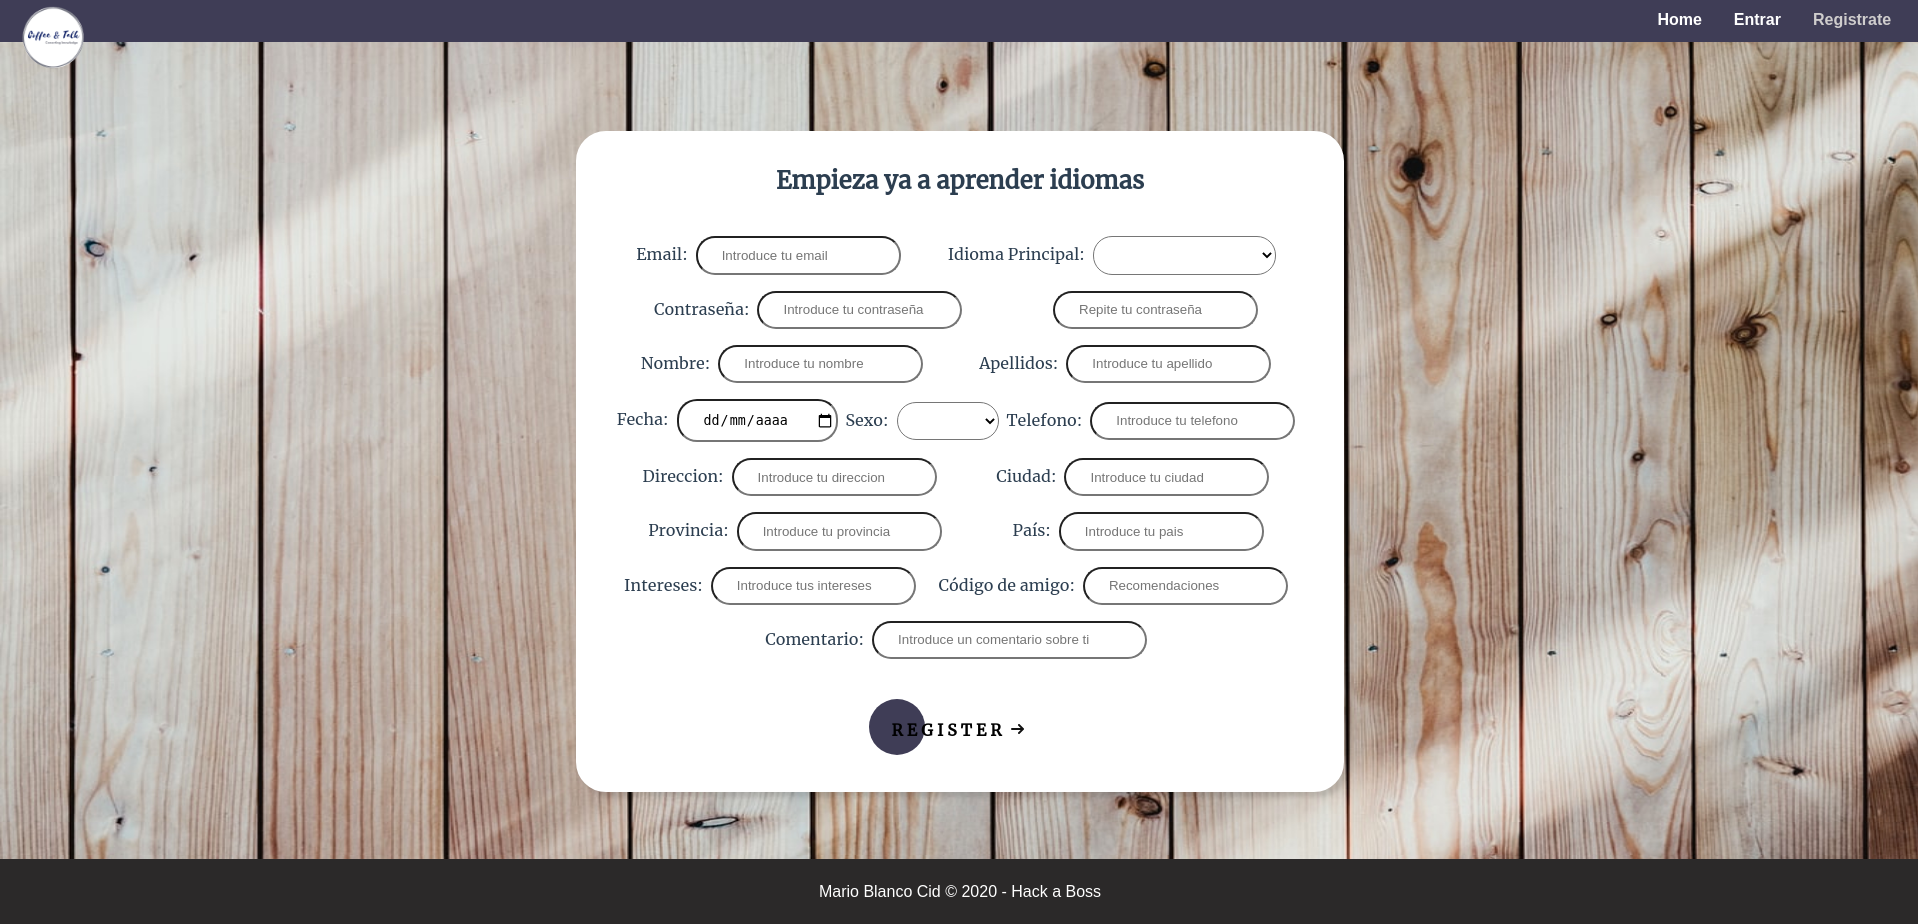 Coffee & Talk
Home Entrar Registrate
Empieza ya a aprender idiomas
Email: Introduce tu email Idioma Principal:
Contraseña: Introduce tu contraseña Repite tu contraseña
Nombre: Introduce tu nombre Apellidos: Introduce tu apellido
Fecha: dd/mm/aaaa Sexo: Telefono: Introduce tu telefono
Direccion: Introduce tu direccion Ciudad: Introduce tu ciudad
Provincia: Introduce tu provincia País: Introduce tu pais
Intereses: Introduce tus intereses Código de amigo: Recomendaciones
Comentario: Introduce un comentario sobre ti
REGISTER →
Mario Blanco Cid © 2020 - Hack a Boss